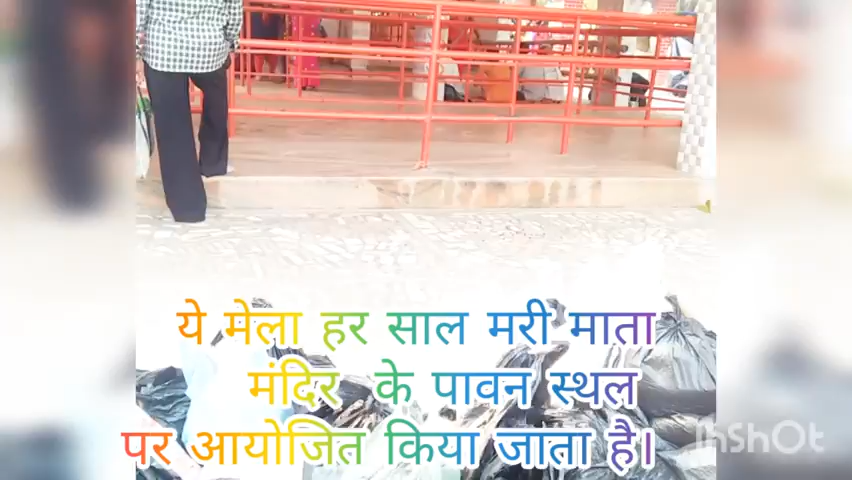 ये मेला हर साल मरी माता
मंदिर के पावन स्थल
पर आयोजित किया जाता है।
InShOt